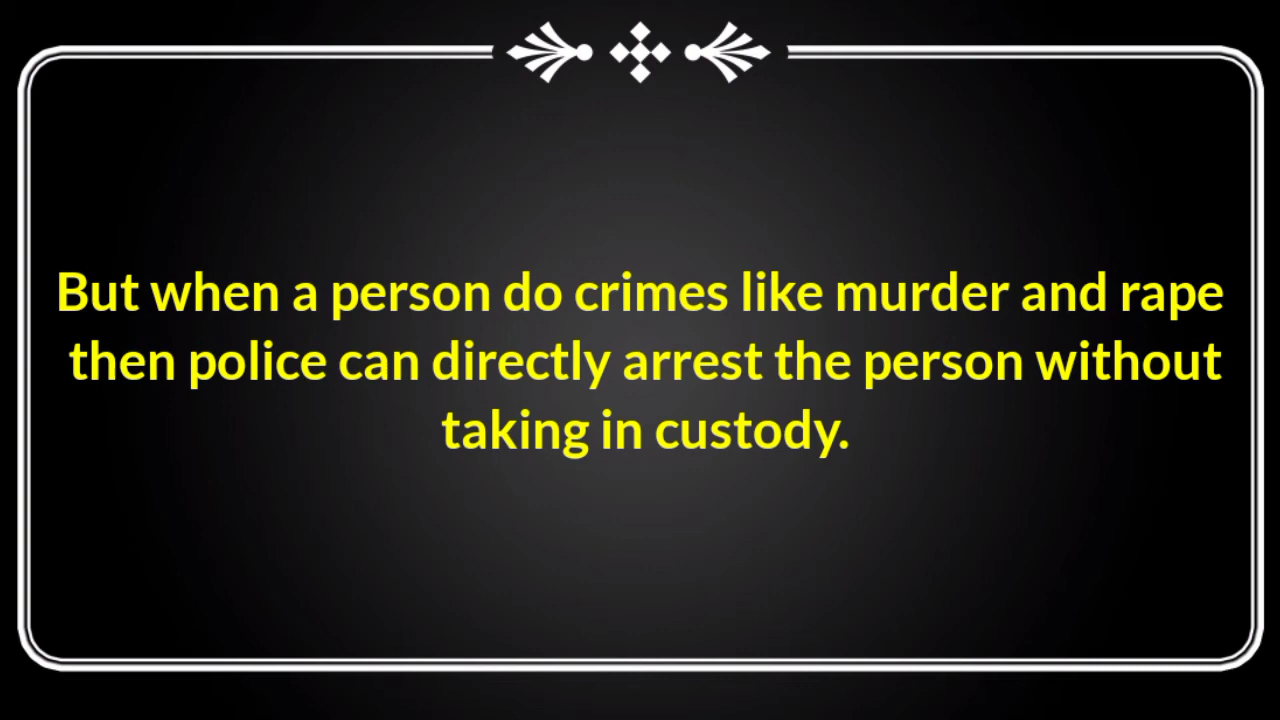 But when a person do crimes like murder and rape
then police can directly arrest the person without
taking in custody.